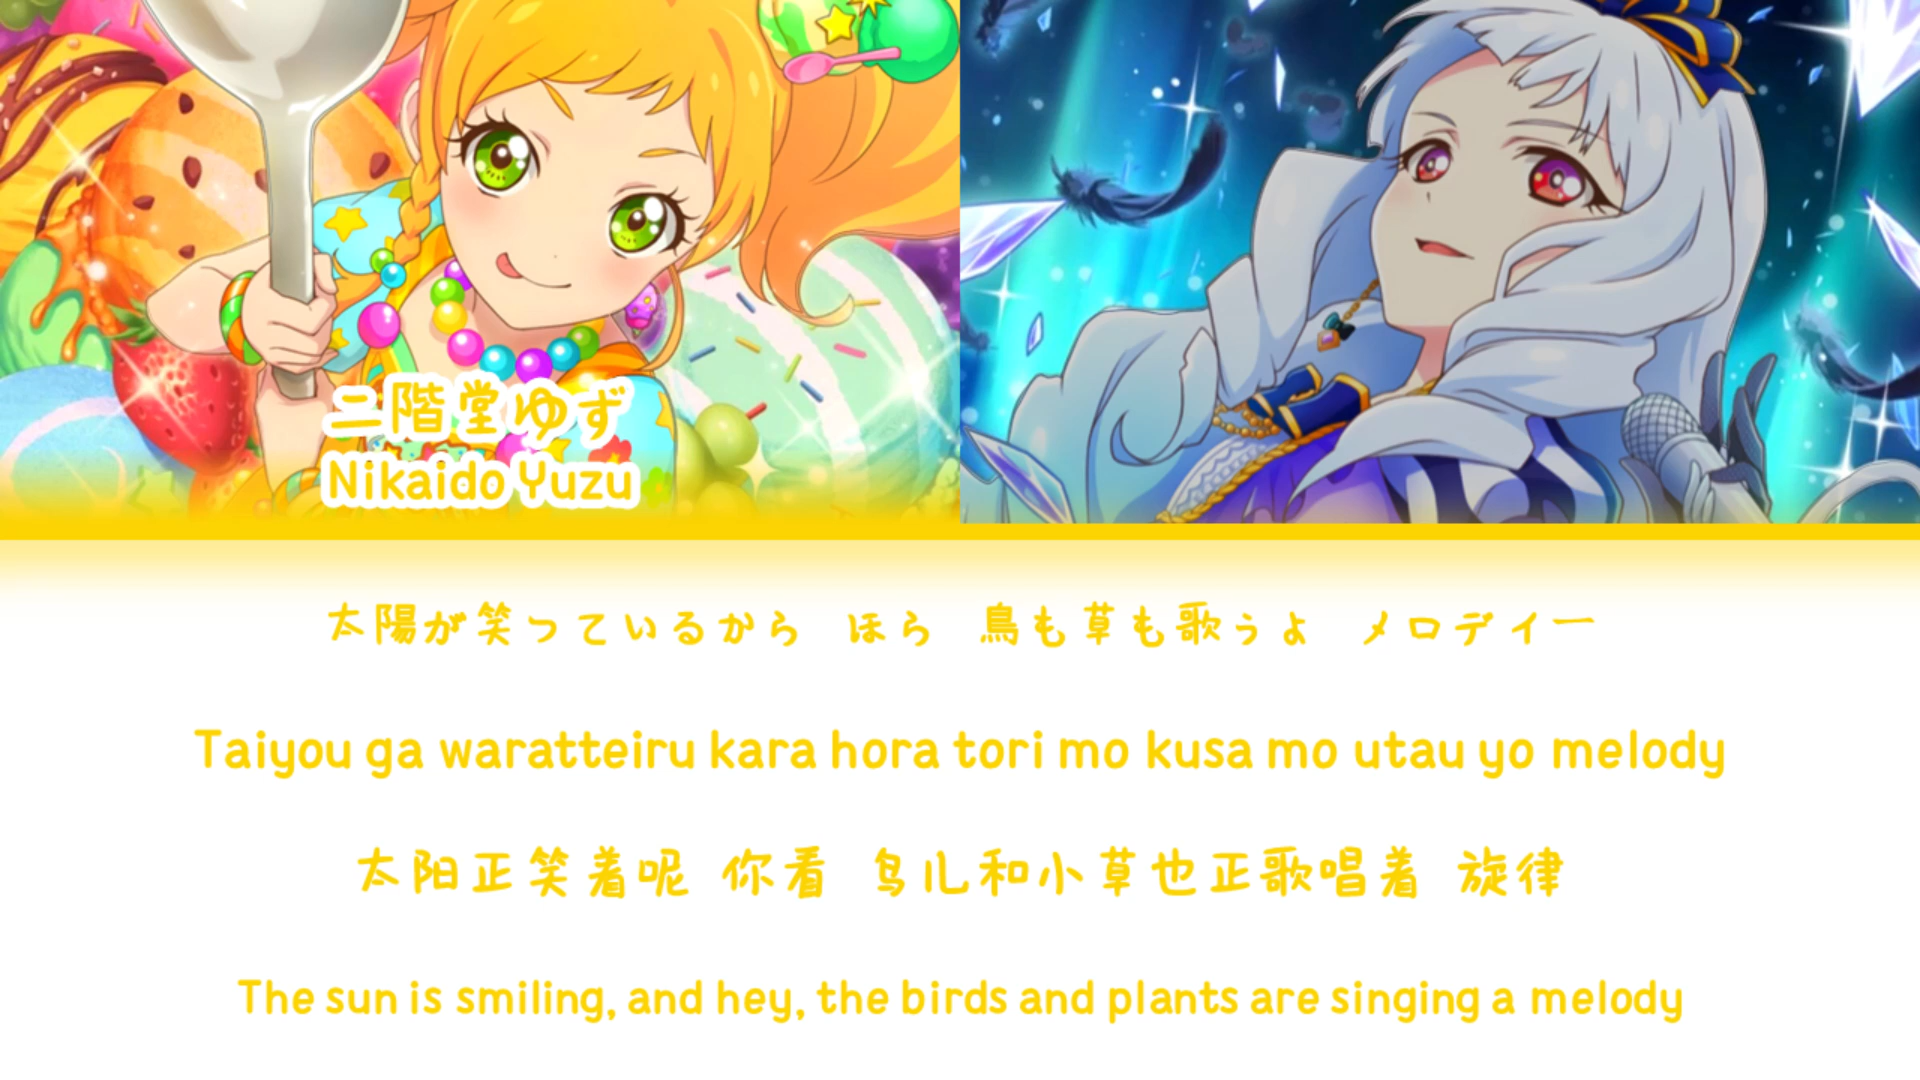 二階堂ゆず
Nikaido Yuzu
太陽が笑っているから ほら 鳥も草も歌うよ メロディー
Taiyou ga waratteiru kara hora tori mo kusa mo utau yo melody
太阳正笑着呢 你看 鸟儿和小草也正歌唱着 旋律
The sun is smiling, and hey, the birds and plants are singing a melody